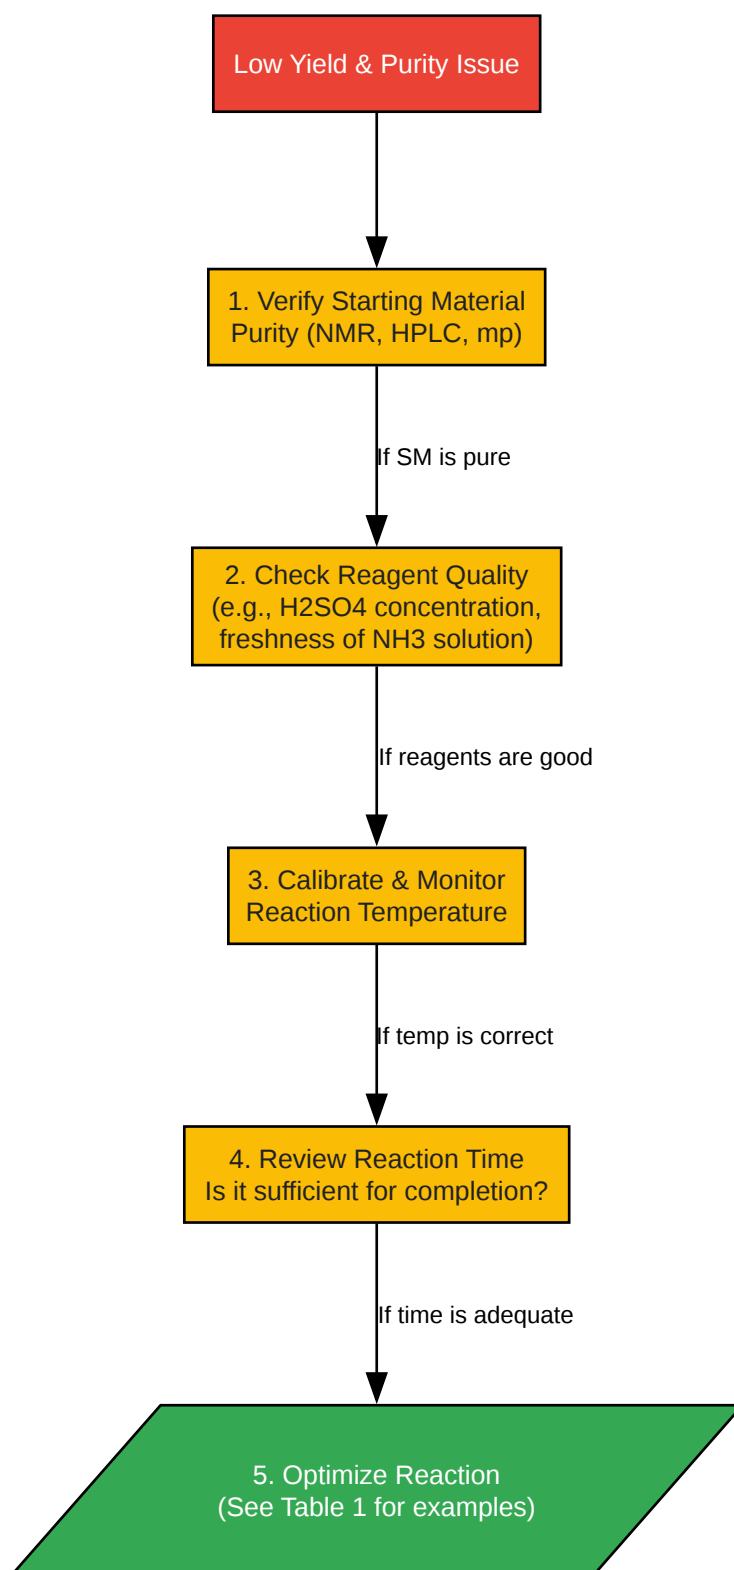 Low Yield & Purity Issue
1. Verify Starting Material
Purity (NMR, HPLC, mp)
If SM is pure
2. Check Reagent Quality
(e.g., H2SO4 concentration,
freshness of NH3 solution)
If reagents are good
3. Calibrate & Monitor
Reaction Temperature
If temp is correct
4. Review Reaction Time
Is it sufficient for completion?
If time is adequate
5. Optimize Reaction
(See Table 1 for examples)